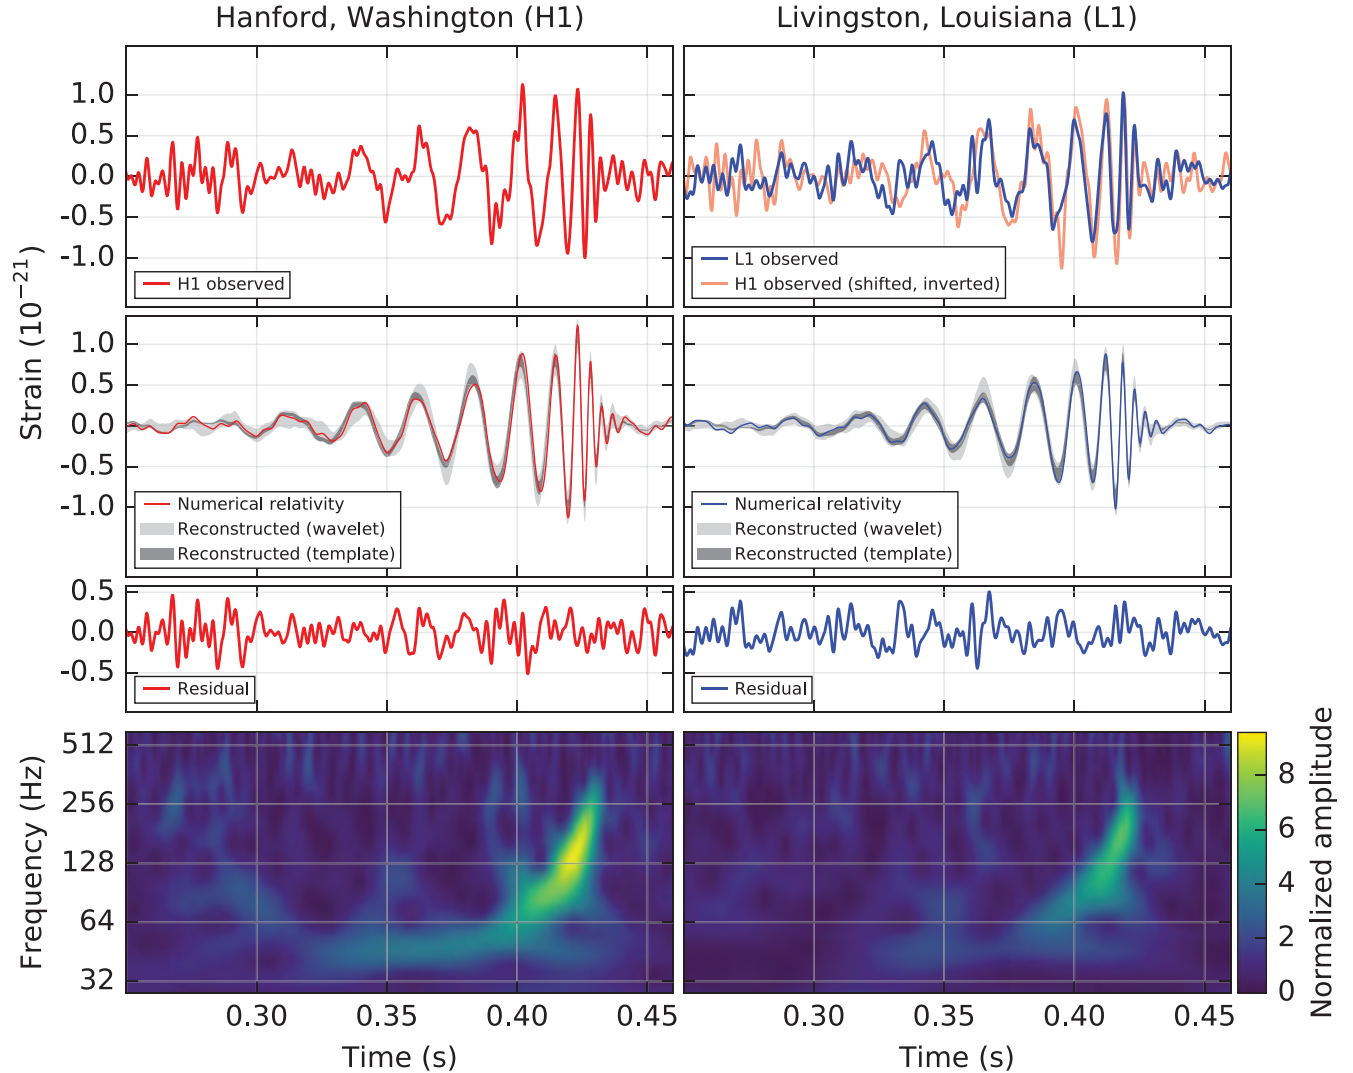 Hanford, Washington (H1)
Livingston, Louisiana (L1)
1.0
0.5
0.0
-0.5
-1.0
H1 observed
L1 observed
H1 observed (shifted, inverted)
Strain (10⁻²¹)
1.0
0.5
0.0
-0.5
-1.0
Numerical relativity
Reconstructed (wavelet)
Reconstructed (template)
Numerical relativity
Reconstructed (wavelet)
Reconstructed (template)
0.5
0.0
-0.5
Residual
Residual
Frequency (Hz)
512
256
128
64
32
0.30
0.35
0.40
0.45
Time (s)
0.30
0.35
0.40
0.45
Time (s)
8
6
4
2
0
Normalized amplitude